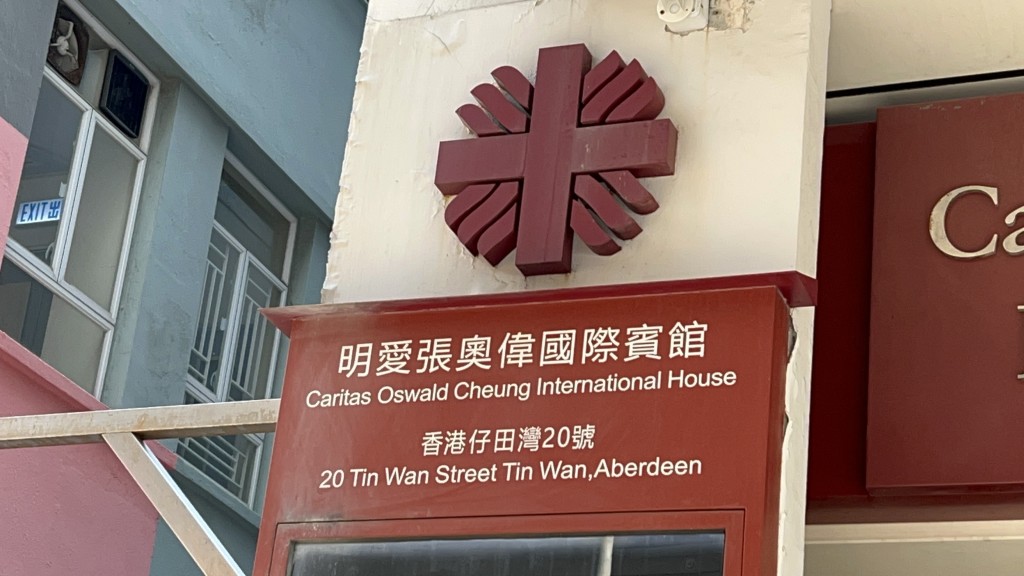 EXIT 出
明愛張奧偉國際賓館
Caritas Oswald Cheung International House
香港仔田灣20號
20 Tin Wan Street Tin Wan,Aberdeen
Ca